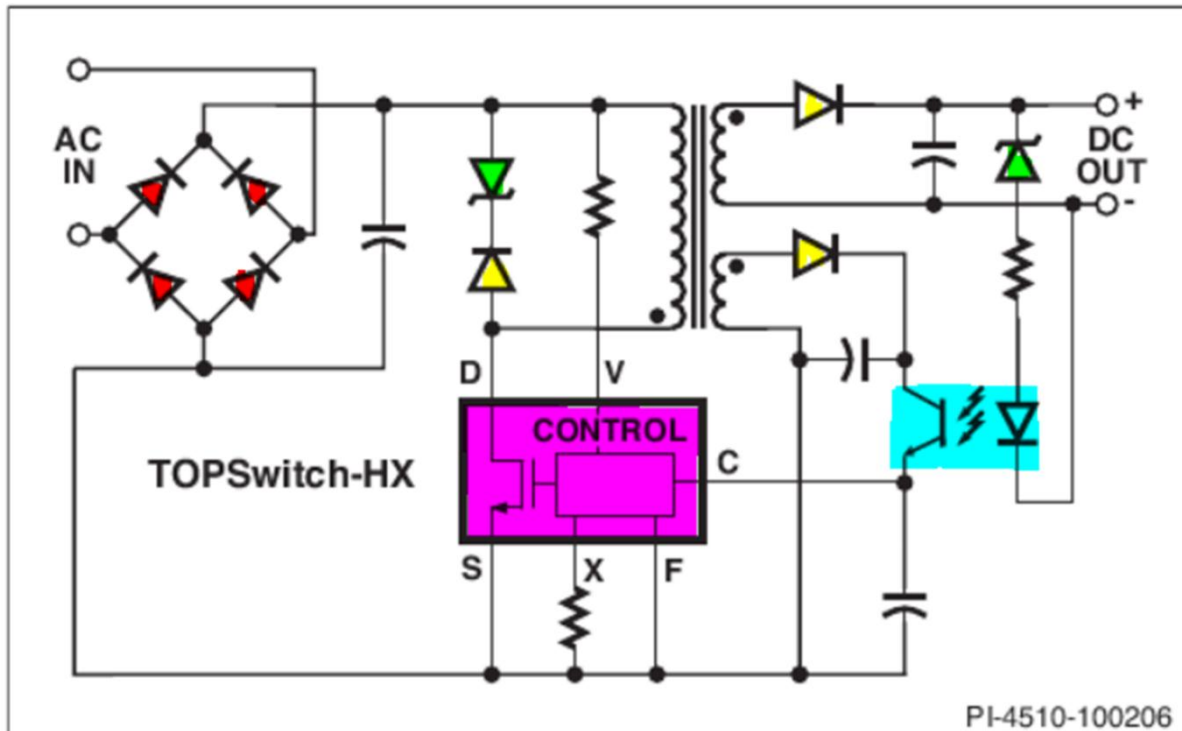 AC
IN
+
DC
OUT
-
D
V
CONTROL
TOPSwitch-HX
C
S
X
F
PI-4510-100206